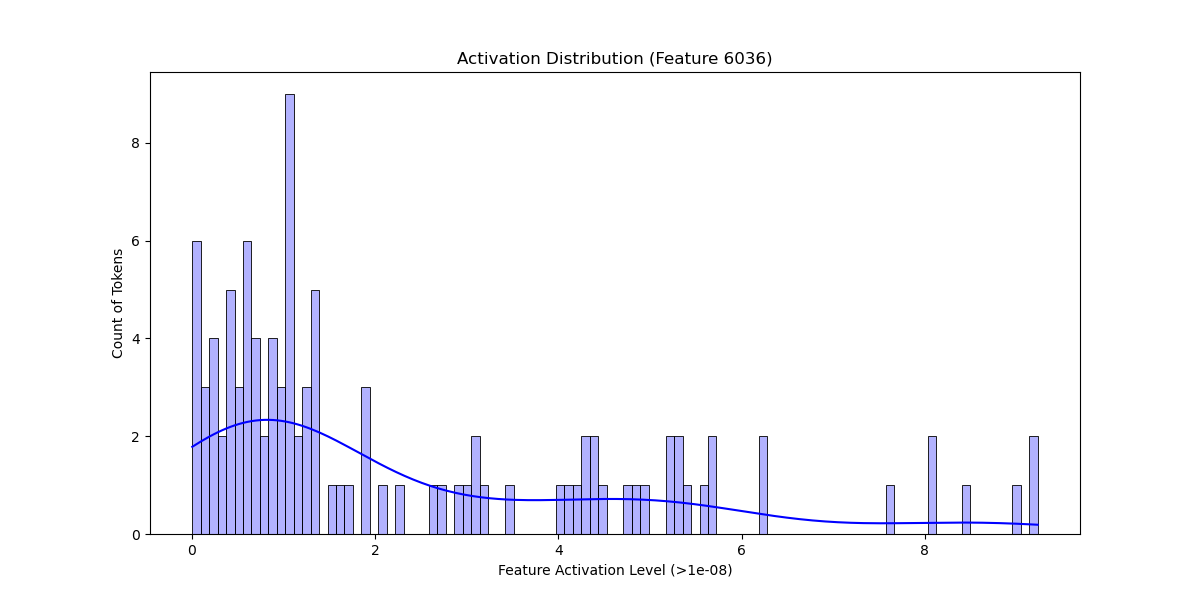 Activation Distribution (Feature 6036)
Count of Tokens
8
6
4
2
0
0 2 4 6 8
Feature Activation Level (>1e-08)